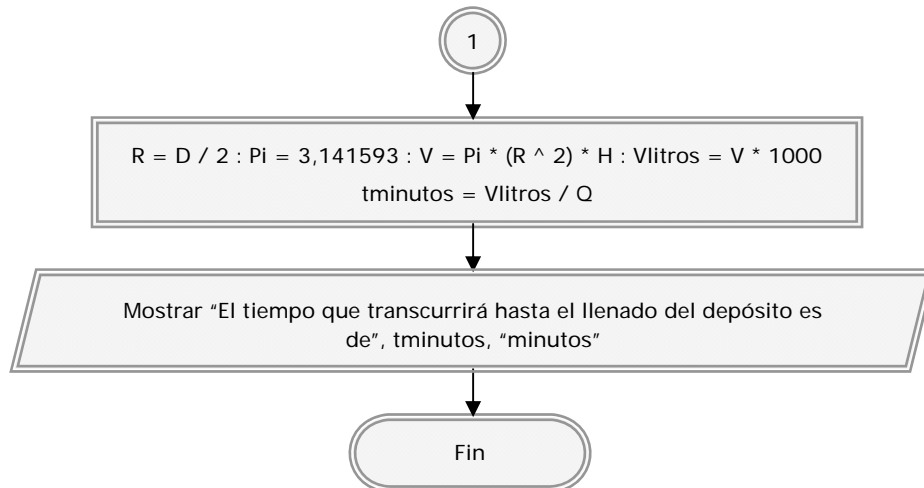 1
R = D / 2 : Pi = 3,141593 : V = Pi * (R ^ 2) * H : Vlitros = V * 1000
tminutos = Vlitros / Q
Mostrar “El tiempo que transcurrirá hasta el llenado del depósito es
de”, tminutos, “minutos”
Fin